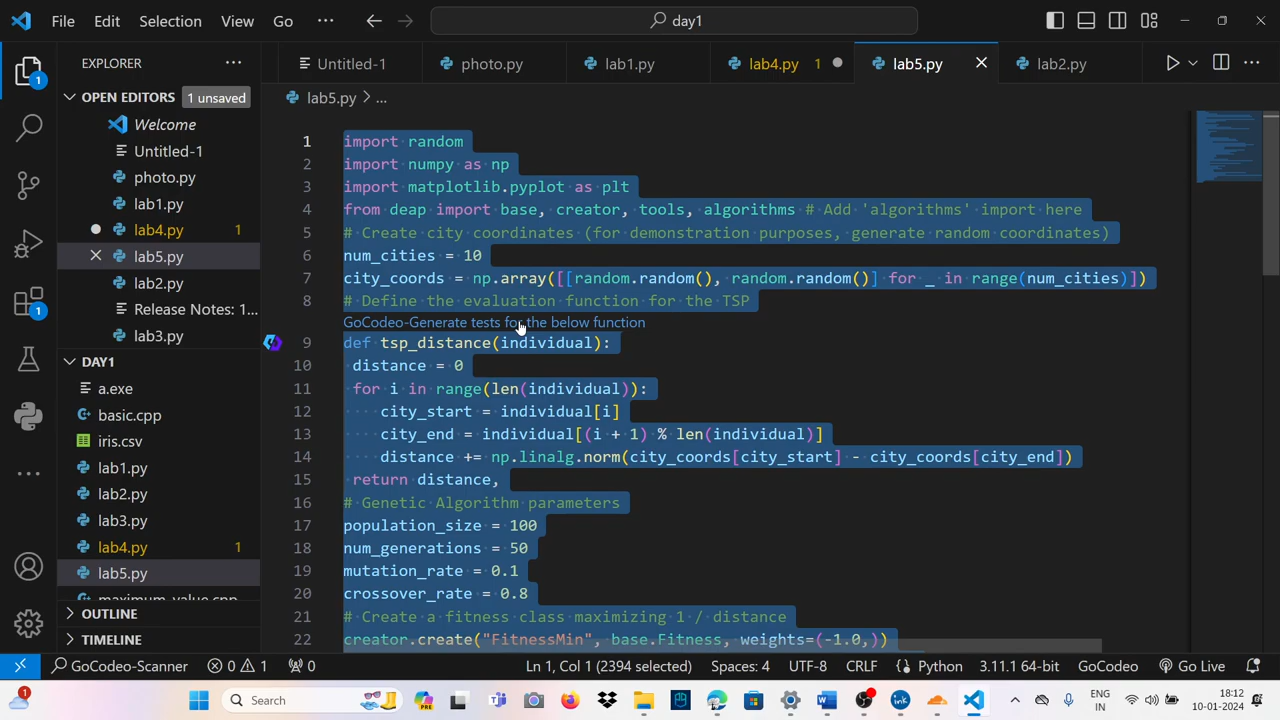 File Edit Selection View Go ··· day1
EXPLORER ···
OPEN EDITORS 1 unsaved
Welcome
Untitled-1
photo.py
lab1.py
lab4.py 1
lab5.py
lab2.py
Release Notes: 1...
lab3.py
DAY1
a.exe
basic.cpp
iris.csv
lab1.py
lab2.py
lab3.py
lab4.py 1
lab5.py
OUTLINE
TIMELINE
1
1
Untitled-1 photo.py lab1.py lab4.py 1 lab5.py lab2.py
lab5.py > ...
1 import random
2 import numpy as np
3 import matplotlib.pyplot as plt
4 from deap import base, creator, tools, algorithms # Add 'algorithms' import here
5 # Create city coordinates (for demonstration purposes, generate random coordinates)
6 num_cities = 10
7 city_coords = np.array([[random.random(), random.random()] for _ in range(num_cities)])
8 # Define the evaluation function for the TSP
GoCodeo-Generate tests for the below function
9 def tsp_distance(individual):
10 distance = 0
11 for i in range(len(individual)):
12 city_start = individual[i]
13 city_end = individual[(i + 1) % len(individual)]
14 distance += np.linalg.norm(city_coords[city_start] - city_coords[city_end])
15 return distance,
16 # Genetic Algorithm parameters
17 population_size = 100
18 num_generations = 50
19 mutation_rate = 0.1
20 crossover_rate = 0.8
21 # Create a fitness class maximizing 1 / distance
22 creator.create("FitnessMin", base.Fitness, weights=(-1.0,))
GoCodeo-Scanner 0 1 0 Ln 1, Col 1 (2394 selected) Spaces: 4 UTF-8 CRLF Python 3.11.1 64-bit GoCodeo Go Live
1 Search PRE ink ENG 18:12
IN 10-01-2024